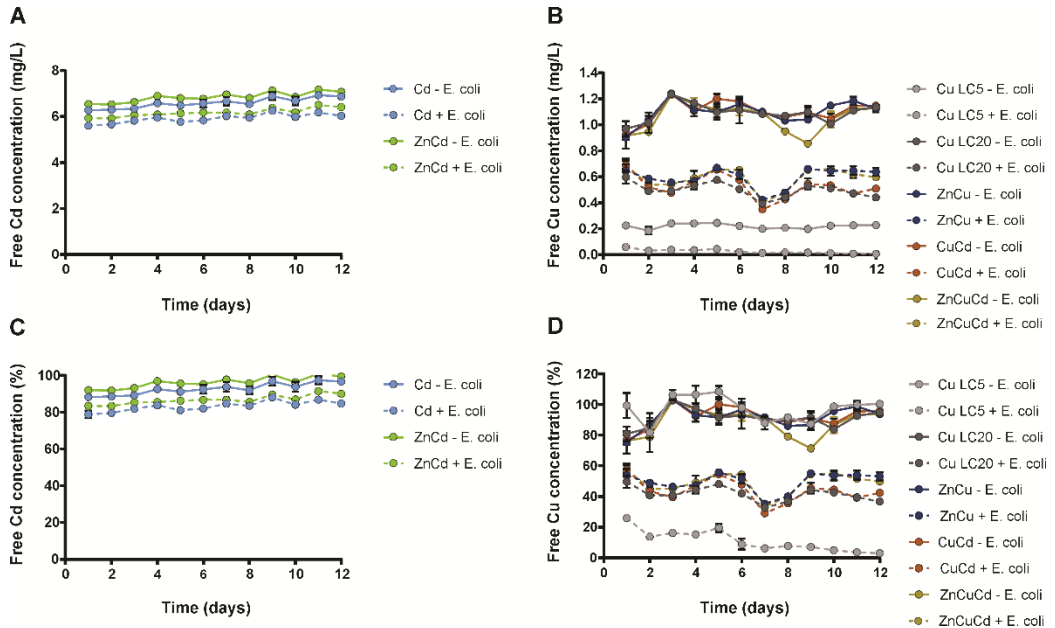 A
Free Cd concentration (mg/L)
8
6
4
2
0
0
2
4
6
8
10
12
Time (days)
Cd - E. coli
Cd + E. coli
ZnCd - E. coli
ZnCd + E. coli
B
Free Cu concentration (mg/L)
1.4
1.2
1.0
0.8
0.6
0.4
0.2
0.0
0
2
4
6
8
10
12
Time (days)
Cu LC5 - E. coli
Cu LC5 + E. coli
Cu LC20 - E. coli
Cu LC20 + E. coli
ZnCu - E. coli
ZnCu + E. coli
CuCd - E. coli
CuCd + E. coli
ZnCuCd - E. coli
ZnCuCd + E. coli
C
Free Cd concentration (%)
100
80
60
40
20
0
0
2
4
6
8
10
12
Time (days)
Cd - E. coli
Cd + E. coli
ZnCd - E. coli
ZnCd + E. coli
D
Free Cu concentration (%)
120
100
80
60
40
20
0
0
2
4
6
8
10
12
Time (days)
Cu LC5 - E. coli
Cu LC5 + E. coli
Cu LC20 - E. coli
Cu LC20 + E. coli
ZnCu - E. coli
ZnCu + E. coli
CuCd - E. coli
CuCd + E. coli
ZnCuCd - E. coli
ZnCuCd + E. coli